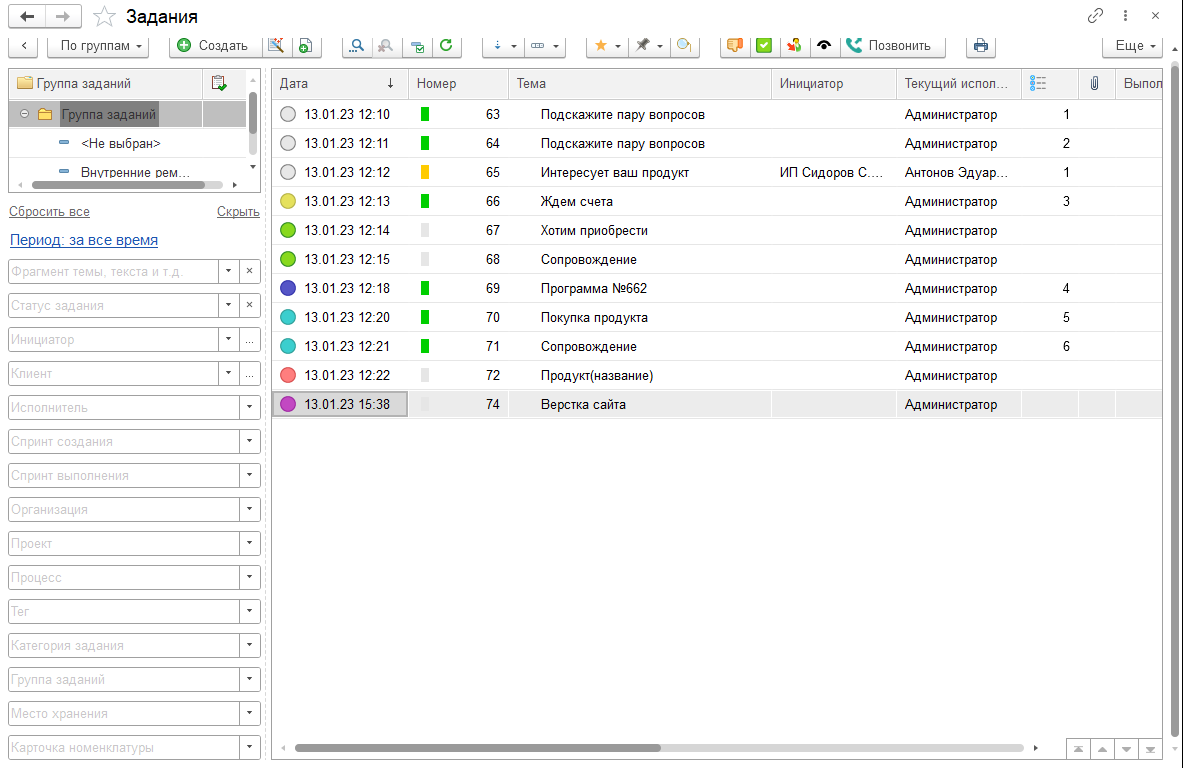 Задания
По группам
Создать
Позвонить
Еще
Группа заданий
Группа заданий
<Не выбран>
Внутренние рем...
Сбросить все Скрыть
Период: за все время
Фрагмент темы, текста и т.д.
Статус задания
Инициатор
Клиент
Исполнитель
Спринт создания
Спринт выполнения
Организация
Проект
Процесс
Тег
Категория задания
Группа заданий
Место хранения
Карточка номенклатуры
Дата Номер Тема Инициатор Текущий испол... Выпол
13.01.23 12:10 63 Подскажите пару вопросов Администратор 1
13.01.23 12:11 64 Подскажите пару вопросов Администратор 2
13.01.23 12:12 65 Интересует ваш продукт ИП Сидоров С.... Антонов Эдуар... 1
13.01.23 12:13 66 Ждем счета Администратор 3
13.01.23 12:14 67 Хотим приобрести Администратор
13.01.23 12:15 68 Сопровождение Администратор
13.01.23 12:18 69 Программа №662 Администратор 4
13.01.23 12:20 70 Покупка продукта Администратор 5
13.01.23 12:21 71 Сопровождение Администратор 6
13.01.23 12:22 72 Продукт(название) Администратор
13.01.23 15:38 74 Верстка сайта Администратор